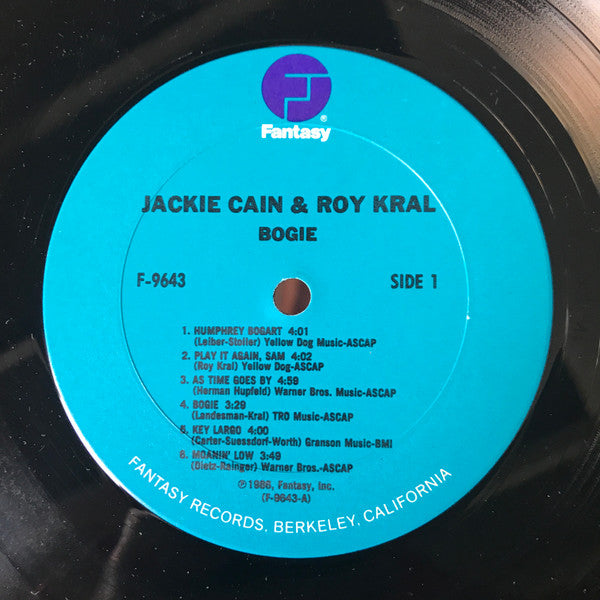 Fantasy®
JACKIE CAIN & ROY KRAL
BOGIE
F-9643
SIDE 1
1. HUMPHREY BOGART 4:01
(Leiber-Stoller) Yellow Dog Music-ASCAP
2. PLAY IT AGAIN, SAM 4:02
(Roy Kral) Yellow Dog-ASCAP
3. AS TIME GOES BY 4:59
(Herman Hupfeld) Warner Bros. Music-ASCAP
4. BOGIE 3:29
(Landesman-Kral) TRO Music-ASCAP
5. KEY LARGO 4:00
(Carter-Suessdorf-Worth) Granson Music-BMI
6. MOANIN' LOW 3:49
(Dietz-Rainger) Warner Bros.-ASCAP
℗1986, Fantasy, Inc.
(F-9643-A)
FANTASY RECORDS, BERKELEY, CALIFORNIA